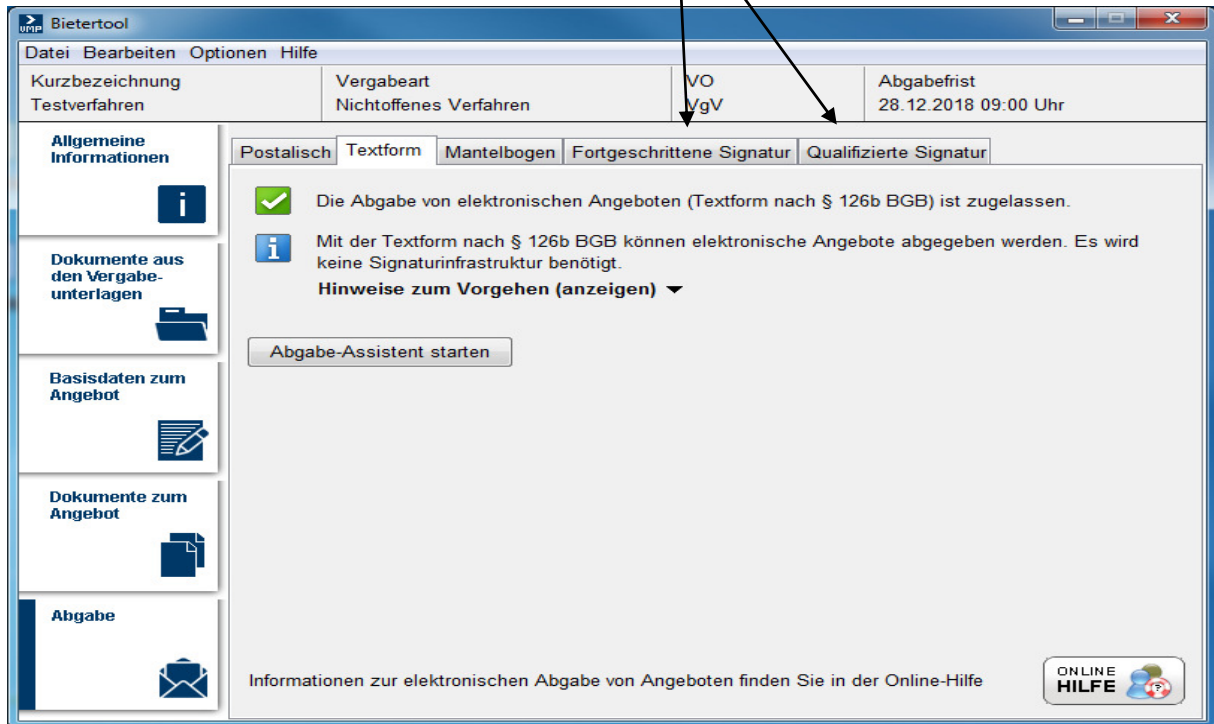 VMP Bietertool
Datei Bearbeiten Optionen Hilfe
Kurzbezeichnung Vergabeart VO Abgabefrist
Testverfahren Nichtoffenes Verfahren VgV 28.12.2018 09:00 Uhr
Allgemeine
Informationen
i
Dokumente aus
den Vergabe-
unterlagen
Basisdaten zum
Angebot
Dokumente zum
Angebot
Abgabe
Postalisch Textform Mantelbogen Fortgeschrittene Signatur Qualifizierte Signatur
Die Abgabe von elektronischen Angeboten (Textform nach § 126b BGB) ist zugelassen.
i
Mit der Textform nach § 126b BGB können elektronische Angebote abgegeben werden. Es wird
keine Signaturinfrastruktur benötigt.
Hinweise zum Vorgehen (anzeigen)
Abgabe-Assistent starten
Informationen zur elektronischen Abgabe von Angeboten finden Sie in der Online-Hilfe
ONLINE
HILFE